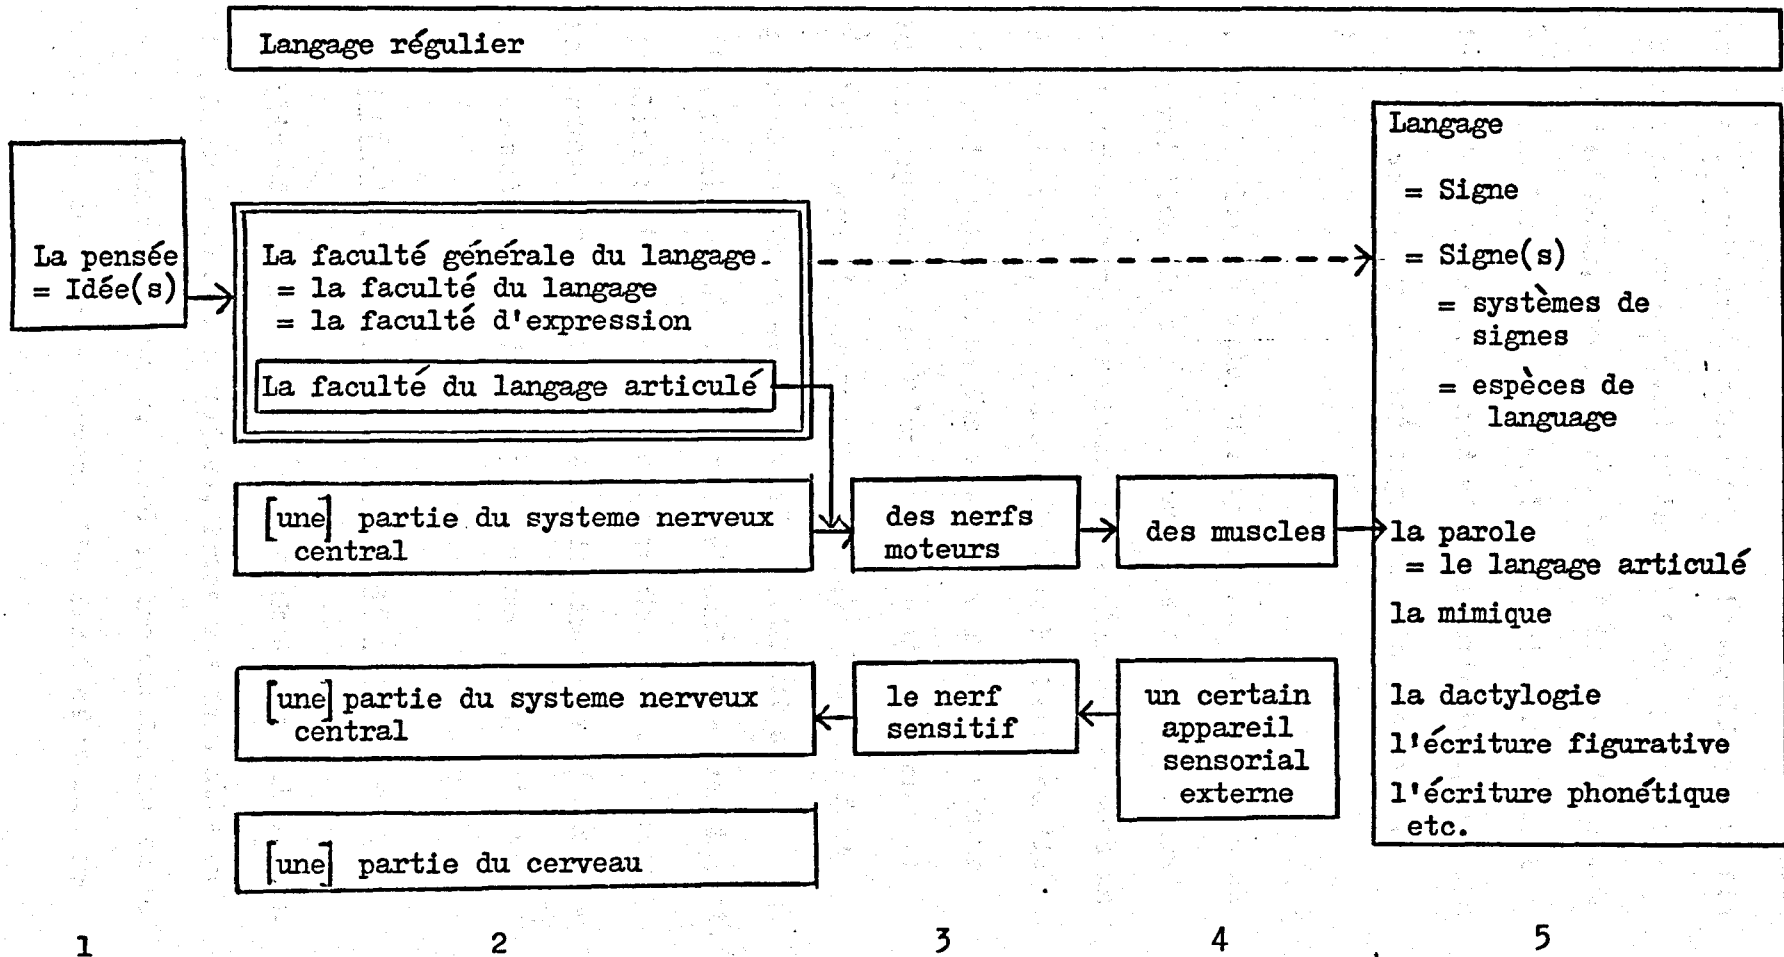 Langage régulier
La pensée
= Idée(s)
La faculté générale du langage
= la faculté du langage
= la faculté d'expression
La faculté du langage articulé
[une] partie du systeme nerveux
central
des nerfs
moteurs
des muscles
[une] partie du systeme nerveux
central
le nerf
sensitif
un certain
appareil
sensorial
externe
[une] partie du cerveau
Langage
= Signe
= Signe(s)
= systèmes de
signes
= espèces de
language
la parole
= le langage articulé
la mimique
la dactylogie
l'écriture figurative
l'écriture phonétique
etc.
1
2
3
4
5